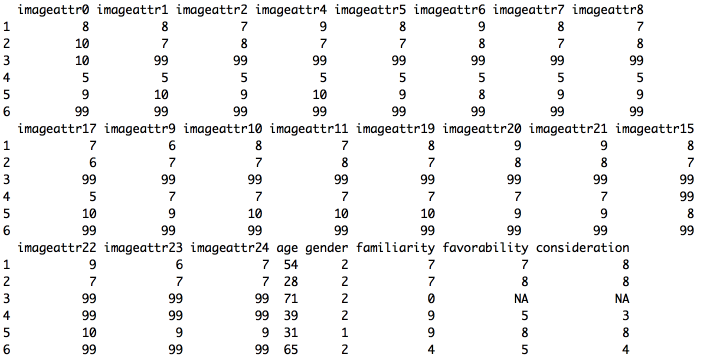 imageattr0 imageattr1 imageattr2 imageattr4 imageattr5 imageattr6 imageattr7 imageattr8
1 8 8 7 9 8 9 8 7
2 10 7 8 7 7 8 7 8
3 10 99 99 99 99 99 99 99
4 5 5 5 5 5 5 5 5
5 9 10 9 10 9 8 9 9
6 99 99 99 99 99 99 99 99
imageattr17 imageattr9 imageattr10 imageattr11 imageattr19 imageattr20 imageattr21 imageattr15
1 7 6 8 7 8 9 9 8
2 6 7 7 8 7 8 8 7
3 99 99 99 99 99 99 99 99
4 5 7 7 7 7 7 7 99
5 10 9 10 10 10 9 9 8
6 99 99 99 99 99 99 99 99
imageattr22 imageattr23 imageattr24 age gender familiarity favorability consideration
1 9 6 7 54 2 7 7 8
2 7 7 7 28 2 7 8 8
3 99 99 99 71 2 0 NA NA
4 99 99 99 39 2 9 5 3
5 10 9 9 31 1 9 8 8
6 99 99 99 65 2 4 5 4